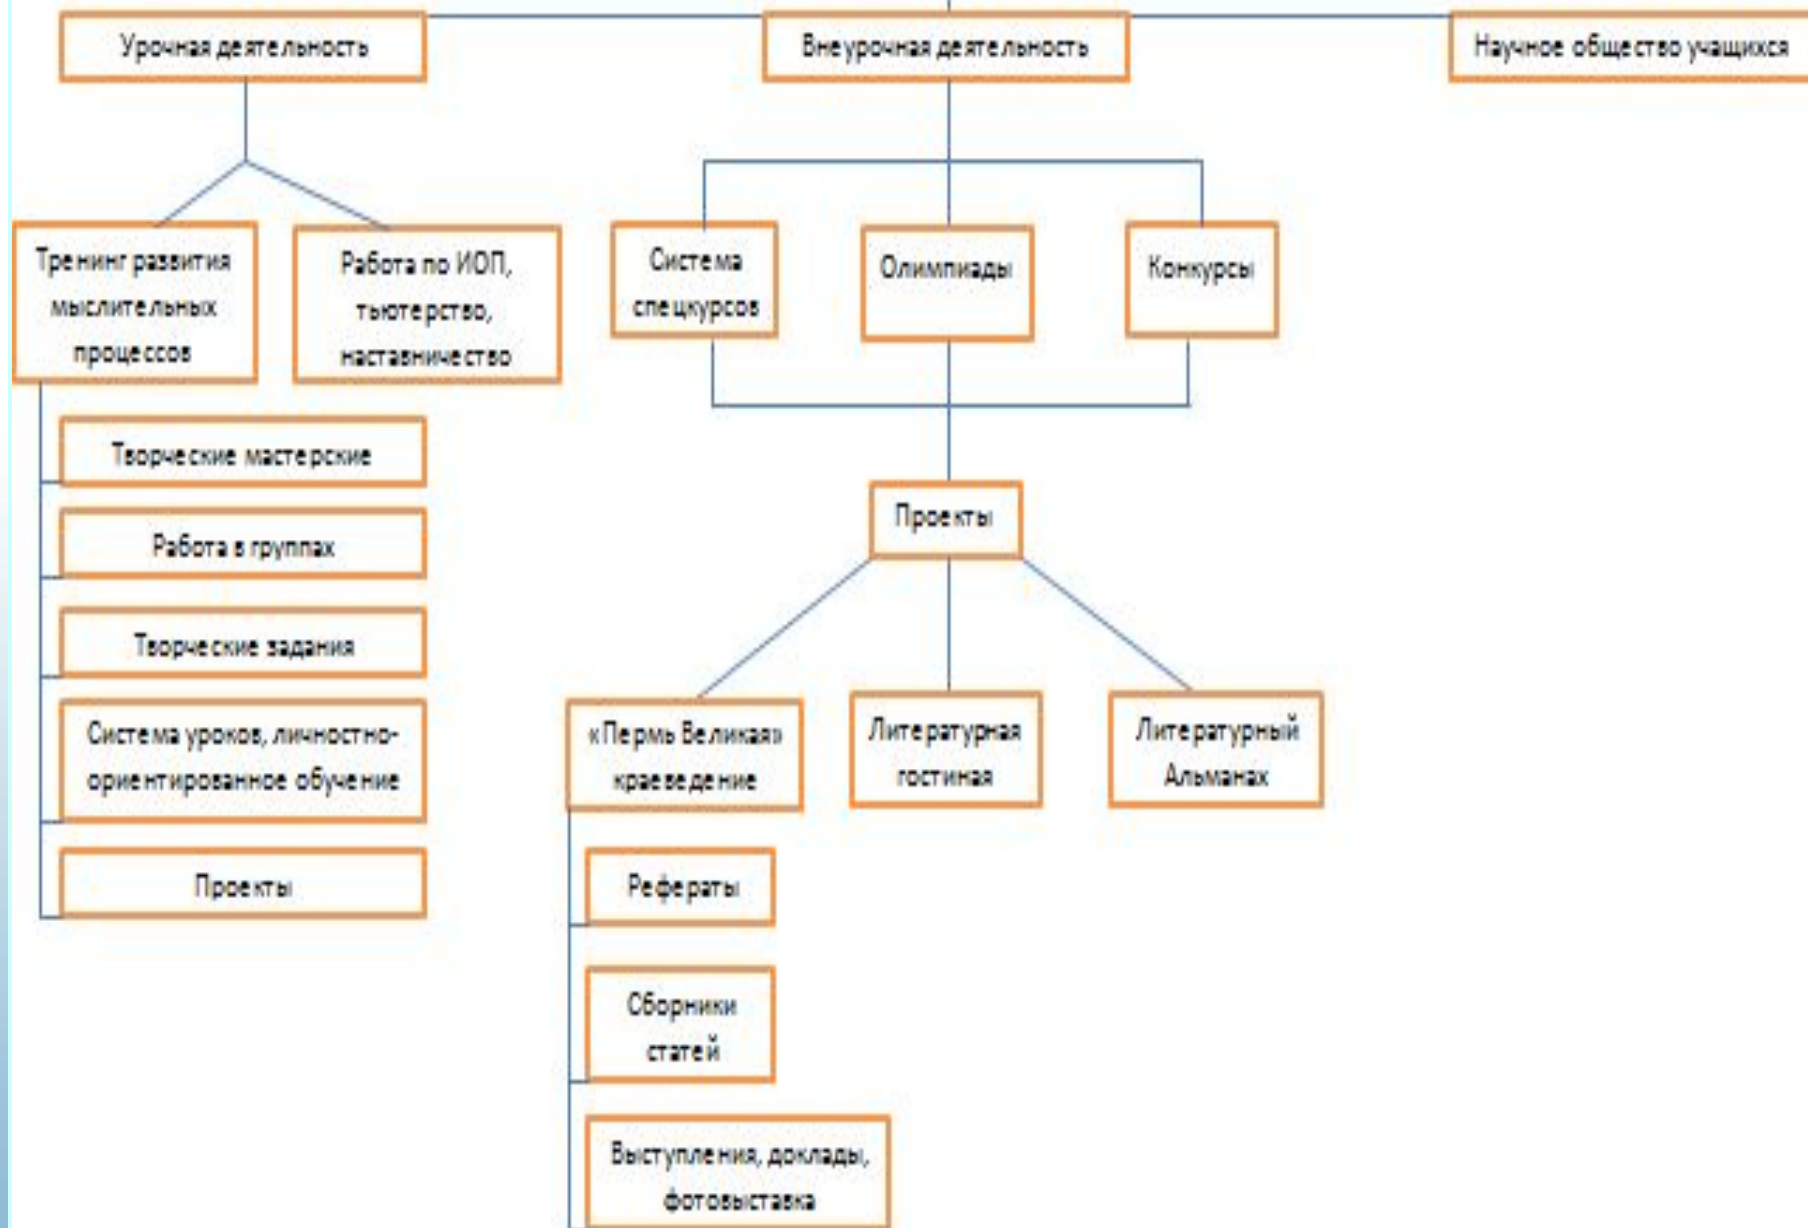 Урочная деятельность
Внеурочная деятельность
Научное общество учащихся
Тренинг развития
мыслительных
процессов
Работа по ИОП,
тьютерство,
наставничество
Система
спецкурсов
Олимпиады
Конкурсы
Творческие мастерские
Работа в группах
Творческие задания
Система уроков, личностно-
ориентированное обучение
Проекты
Проекты
«Пермь Великая»
краеведение
Литературная
гостиная
Литературный
Альманах
Рефераты
Сборники
статей
Выступления, доклады,
фотовыставка